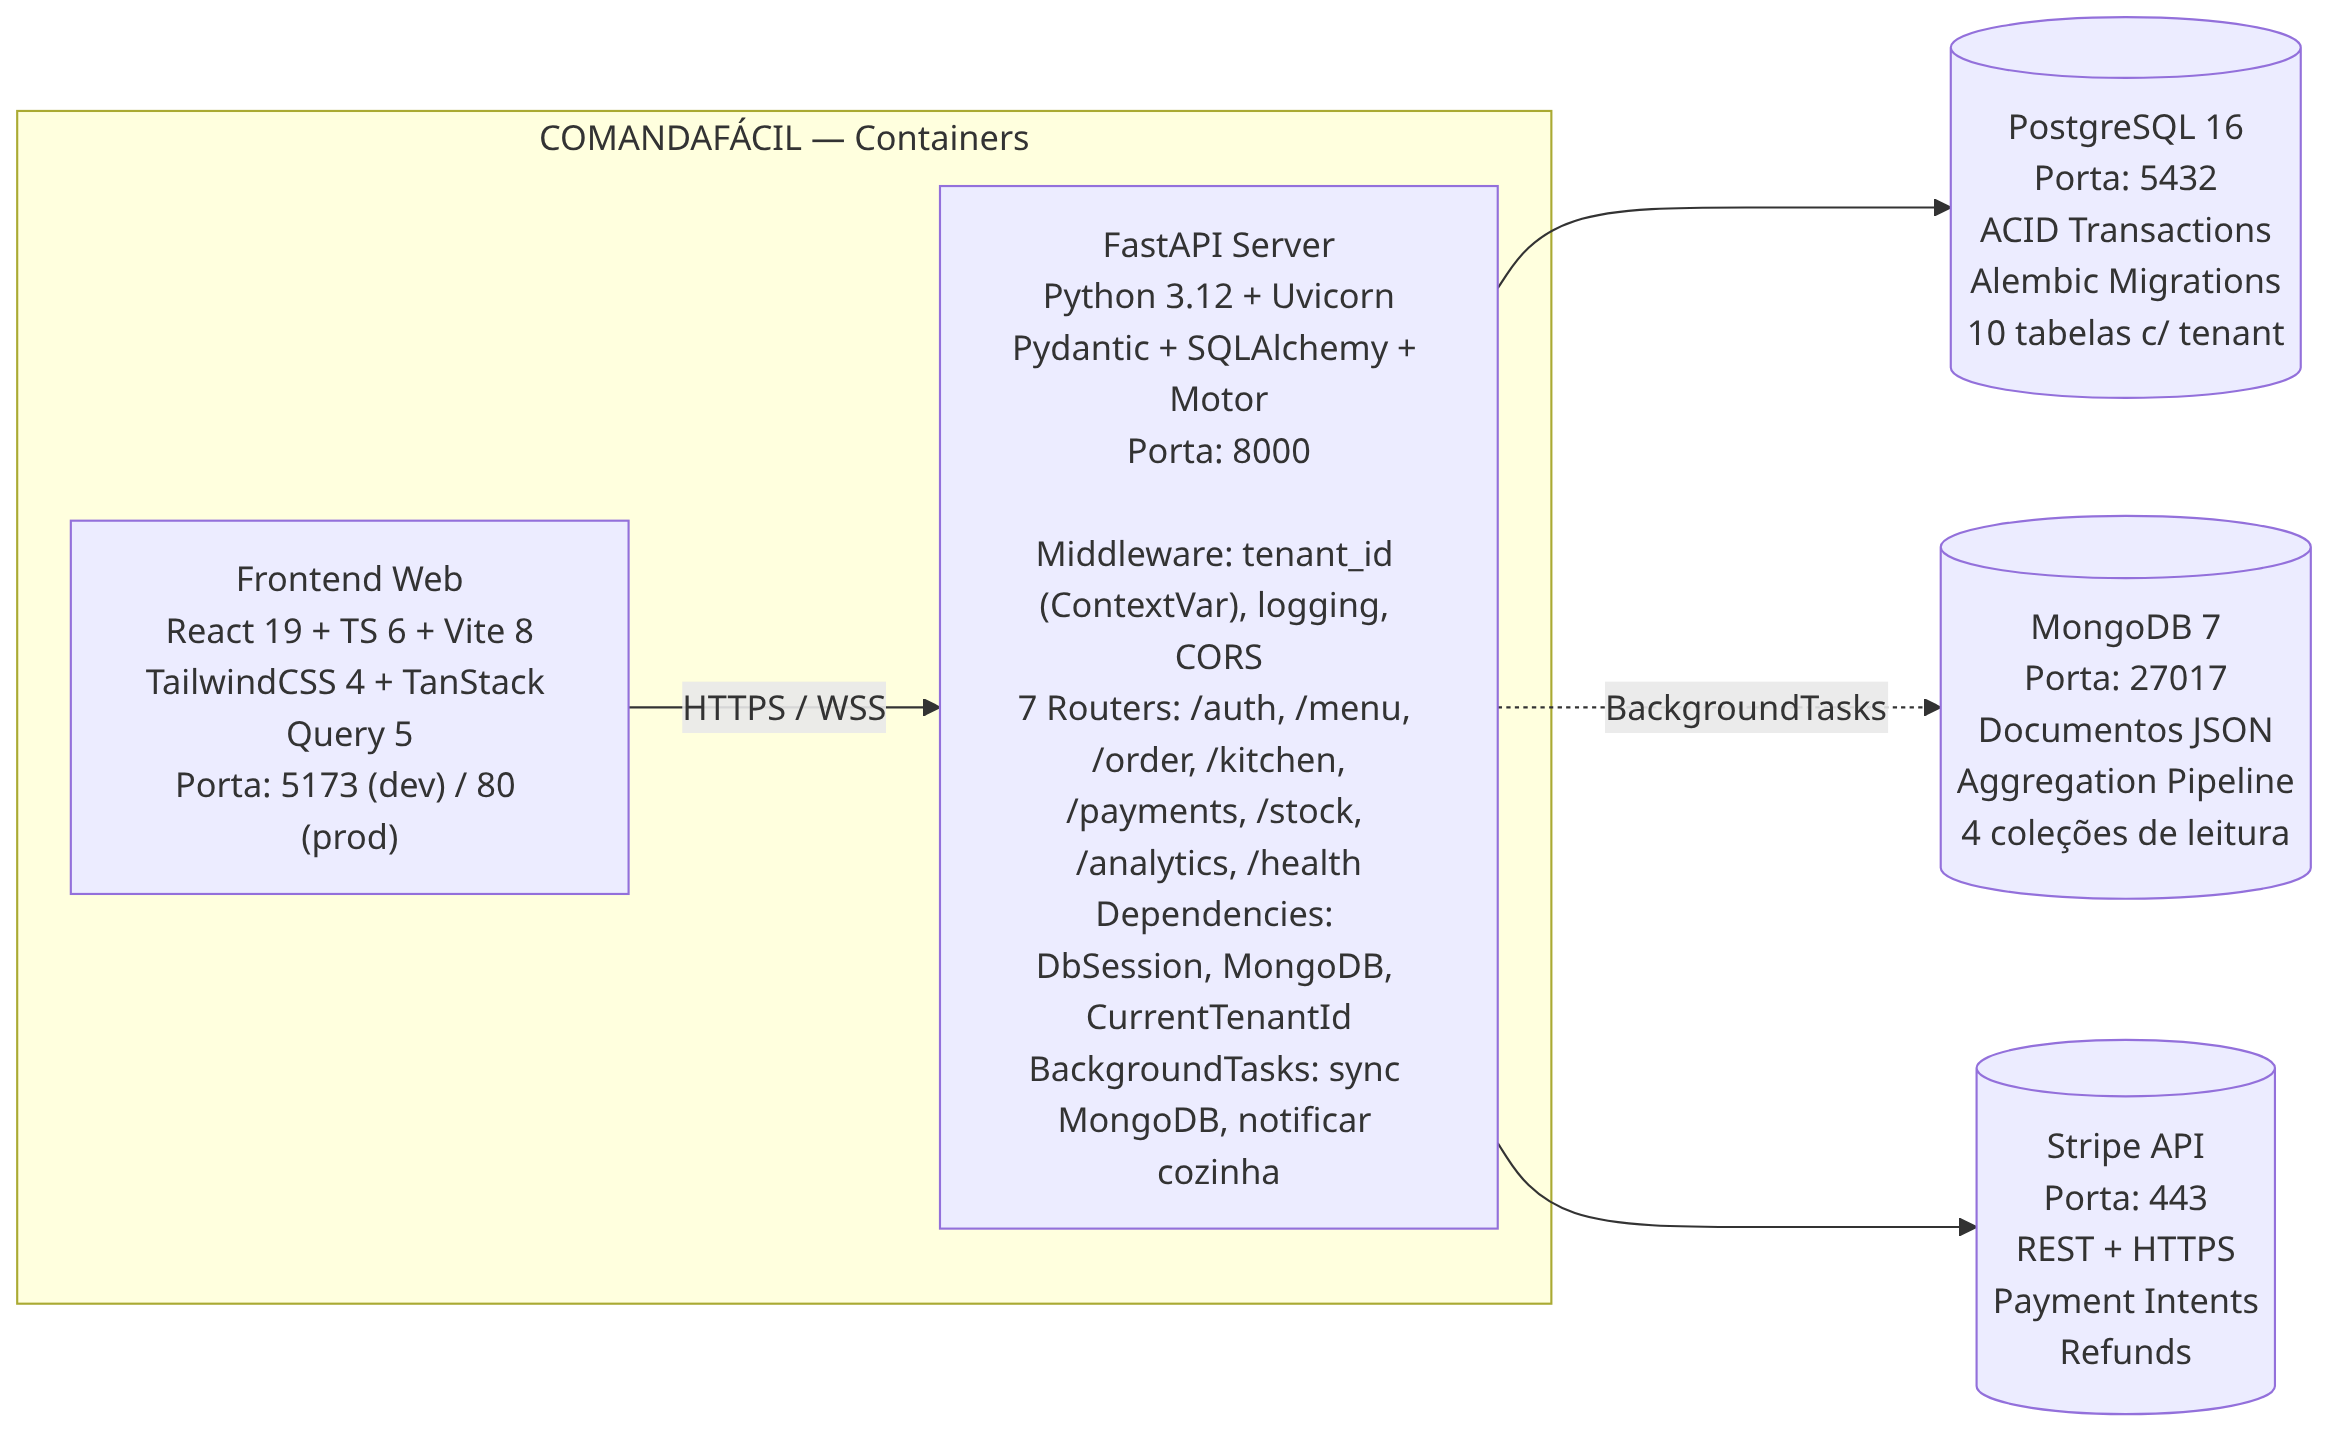 COMANDAFÁCIL — Containers
Frontend Web
React 19 + TS 6 + Vite 8
TailwindCSS 4 + TanStack
Query 5
Porta: 5173 (dev) / 80
(prod)
HTTPS / WSS
FastAPI Server
Python 3.12 + Uvicorn
Pydantic + SQLAlchemy +
Motor
Porta: 8000
Middleware: tenant_id
(ContextVar), logging,
CORS
7 Routers: /auth, /menu,
/order, /kitchen,
/payments, /stock,
/analytics, /health
Dependencies:
DbSession, MongoDB,
CurrentTenantId
BackgroundTasks: sync
MongoDB, notificar
cozinha
BackgroundTasks
PostgreSQL 16
Porta: 5432
ACID Transactions
Alembic Migrations
10 tabelas c/ tenant
MongoDB 7
Porta: 27017
Documentos JSON
Aggregation Pipeline
4 coleções de leitura
Stripe API
Porta: 443
REST + HTTPS
Payment Intents
Refunds